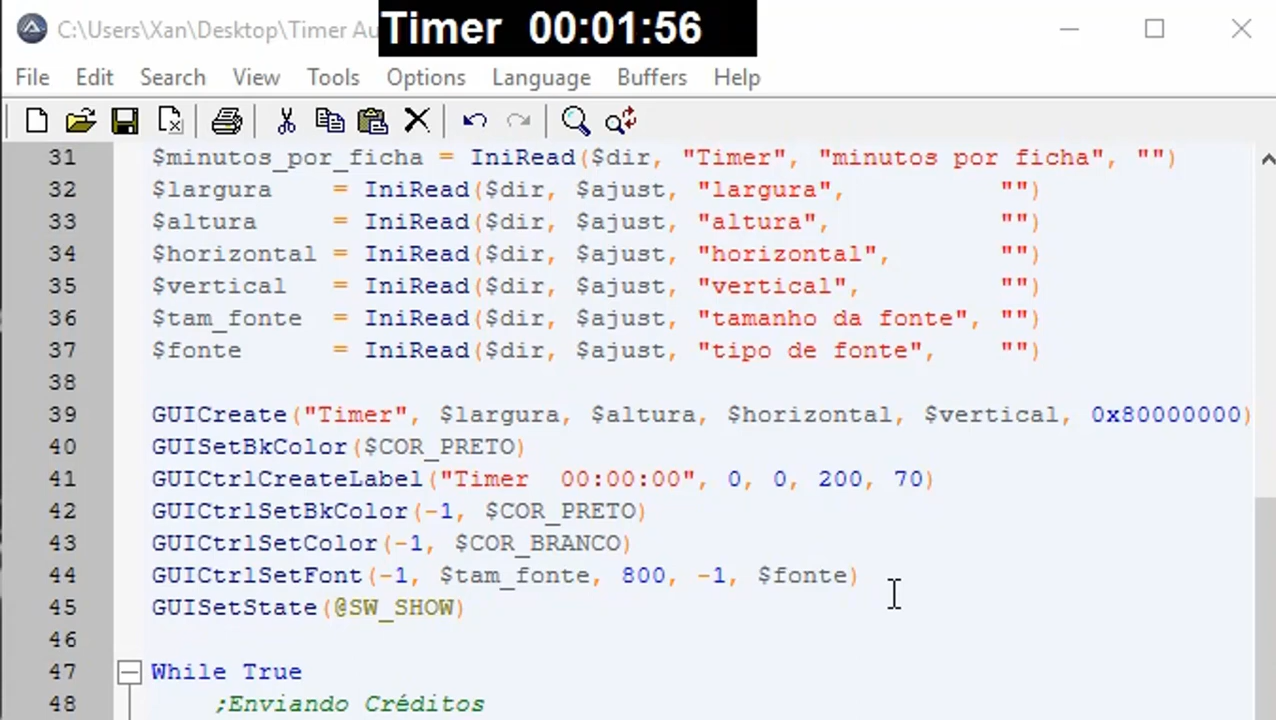 C:\Users\Xan\Desktop\Timer Au
Timer 00:01:56
File Edit Search View Tools Options Language Buffers Help
31 $minutos_por_ficha = IniRead($dir, "Timer", "minutos por ficha", "")
32 $largura = IniRead($dir, $ajust, "largura", "")
33 $altura = IniRead($dir, $ajust, "altura", "")
34 $horizontal = IniRead($dir, $ajust, "horizontal", "")
35 $vertical = IniRead($dir, $ajust, "vertical", "")
36 $tam_fonte = IniRead($dir, $ajust, "tamanho da fonte", "")
37 $fonte = IniRead($dir, $ajust, "tipo de fonte", "")
38
39 GUICreate("Timer", $largura, $altura, $horizontal, $vertical, 0x80000000)
40 GUISetBkColor($COR_PRETO)
41 GUICtrlCreateLabel("Timer  00:00:00", 0, 0, 200, 70)
42 GUICtrlSetBkColor(-1, $COR_PRETO)
43 GUICtrlSetColor(-1, $COR_BRANCO)
44 GUICtrlSetFont(-1, $tam_fonte, 800, -1, $fonte)
45 GUISetState(@SW_SHOW)
46
47 While True
48 ;Enviando Créditos